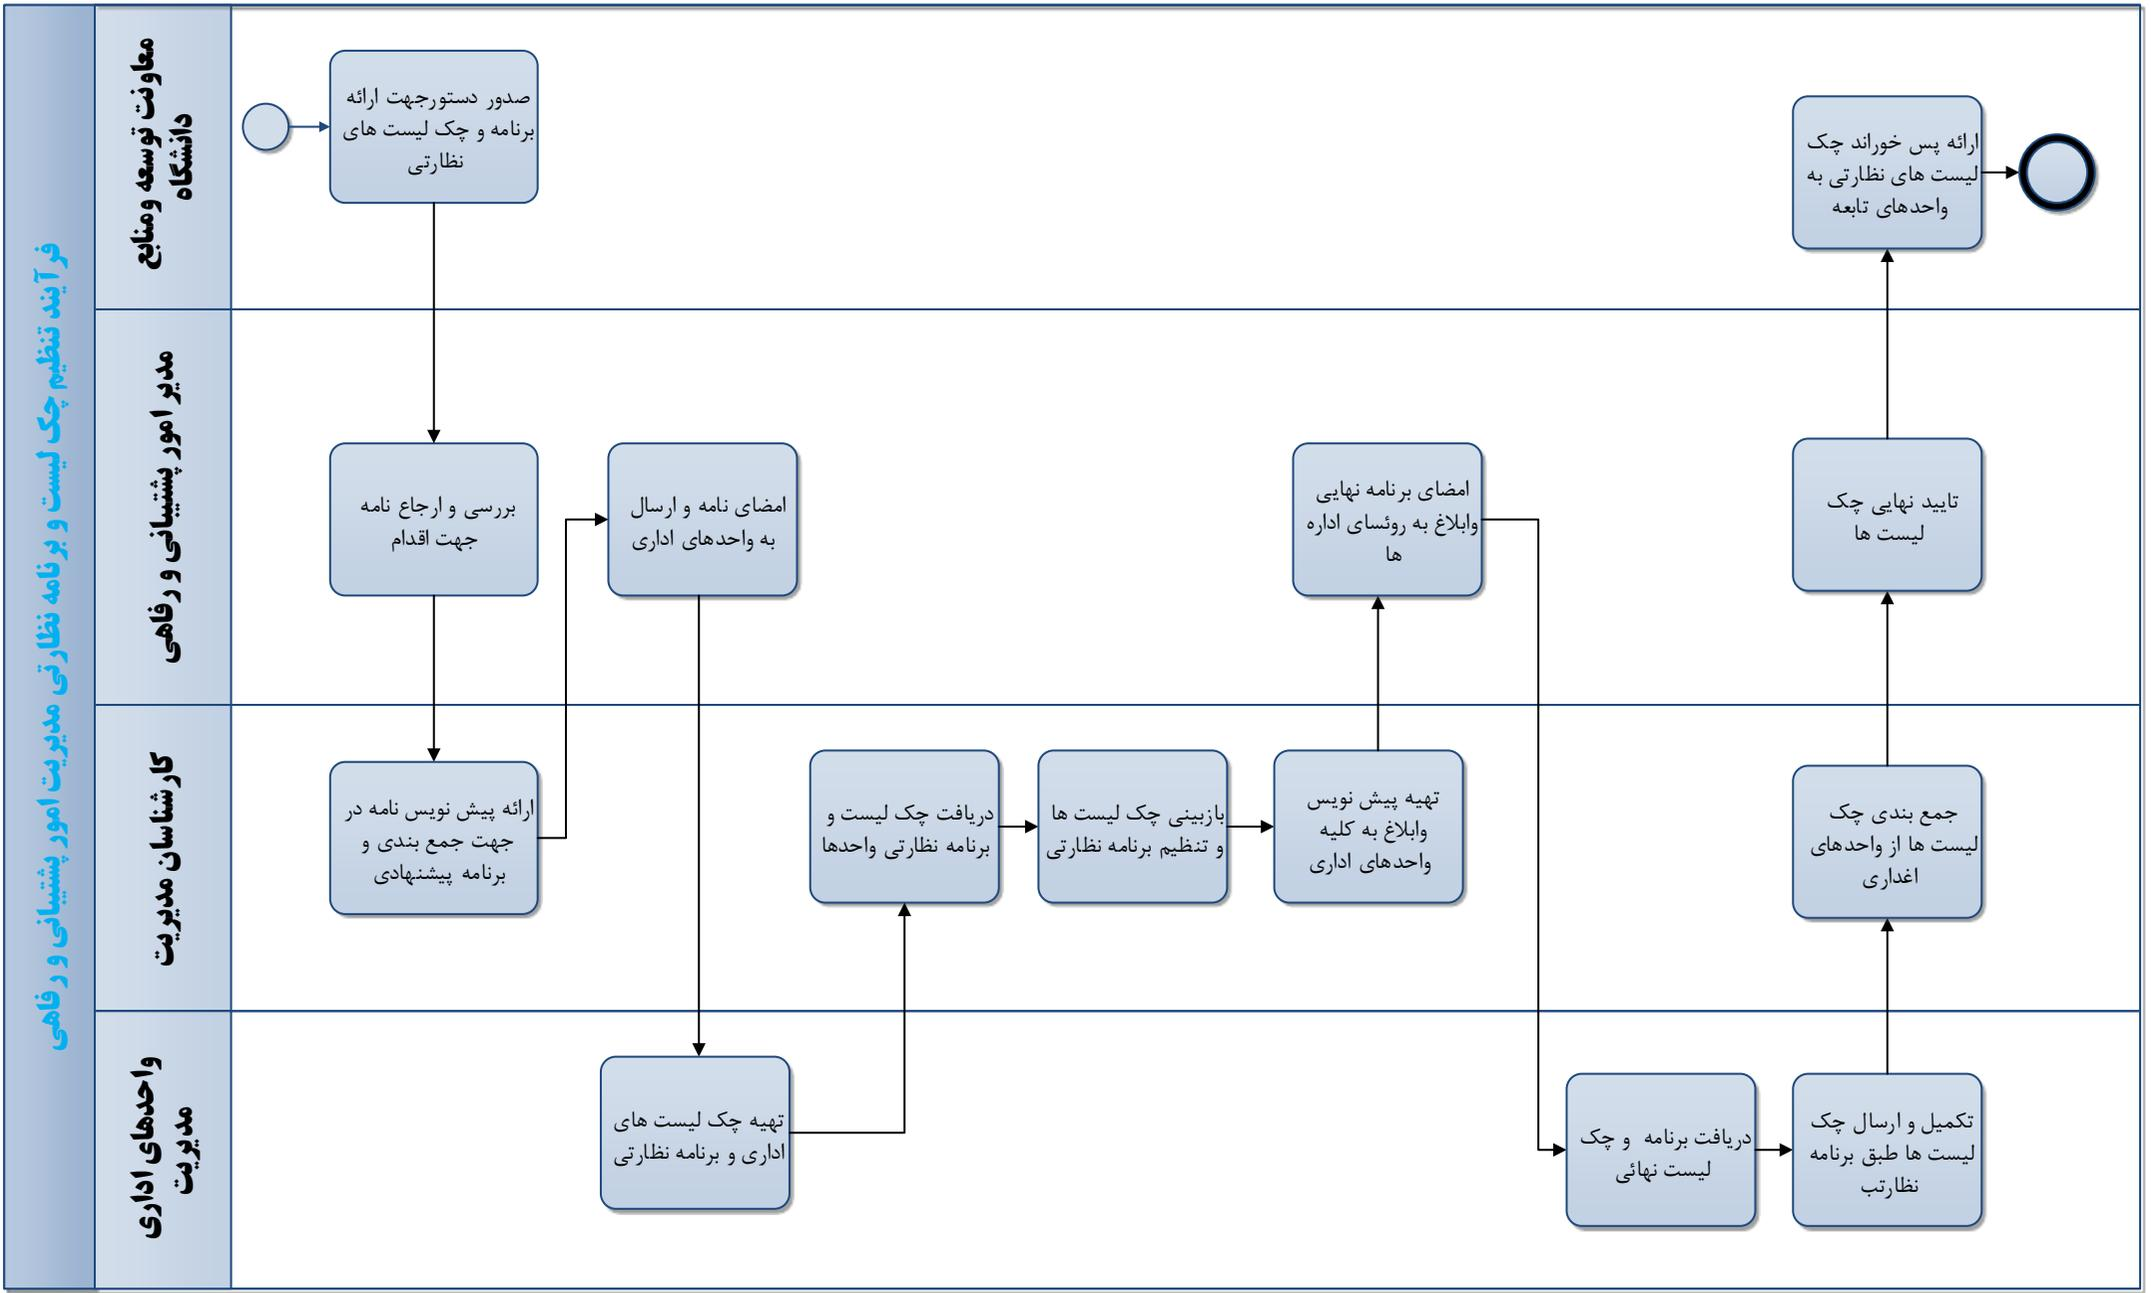 فرآیند تنظیم چک لیست و برنامه نظارتی مدیریت امور پشتیبانی و رفاهی
معاونت توسعه ومنابع
دانشگاه
صدور دستورجهت ارائه
برنامه و چک لیست های
نظارتی
ارائه پس خوراند چک
لیست های نظارتی به
واحدهای تابعه
مدیر امور پشتیبانی و رفاهی
بررسی و ارجاع نامه
جهت اقدام
امضای نامه و ارسال
به واحدهای اداری
امضای برنامه نهایی
وابلاغ به روئسای اداره
ها
تایید نهایی چک
لیست ها
کارشناسان مدیریت
ارائه پیش نویس نامه در
جهت جمع بندی و
برنامه پیشنهادی
دریافت چک لیست و
برنامه نظارتی واحدها
بازبینی چک لیست ها
و تنظیم برنامه نظارتی
تهیه پیش نویس
وابلاغ به کلیه
واحدهای اداری
جمع بندی چک
لیست ها از واحدهای
اغداری
واحدهای اداری
مدیریت
تهیه چک لیست های
اداری و برنامه نظارتی
دریافت برنامه و چک
لیست نهائی
تکمیل و ارسال چک
لیست ها طبق برنامه
نظارتب